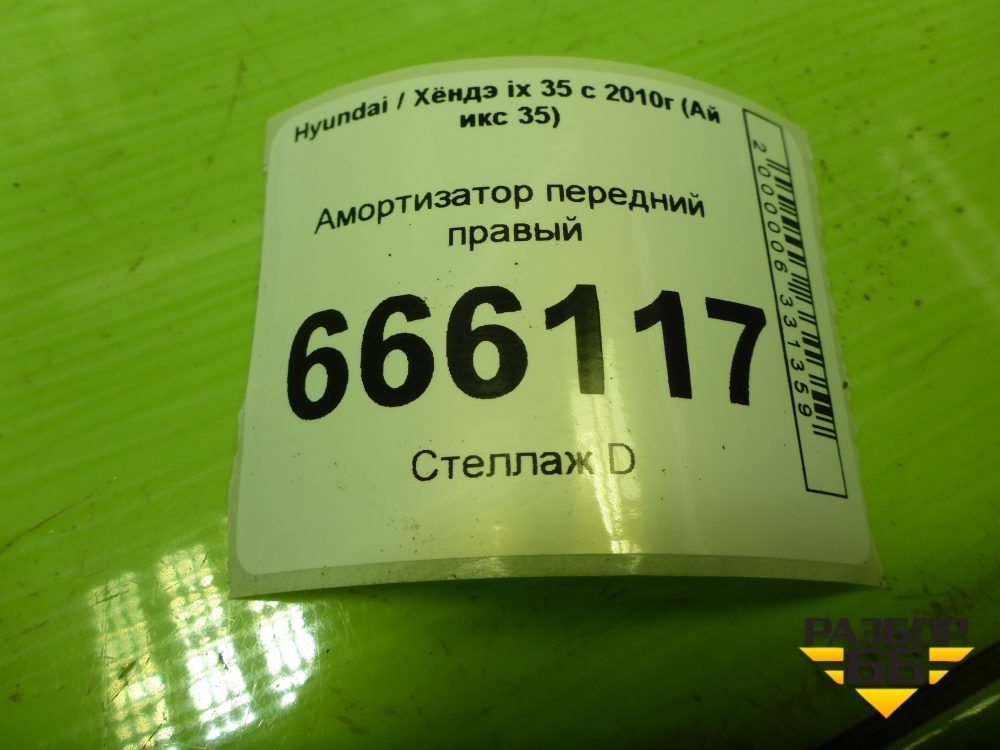 Hyundai / Хёндэ ix 35 с 2010г (Ай
икс 35)
Амортизатор передний
правый
666117
Стеллаж D
2000006331359
РАЗБОР
66